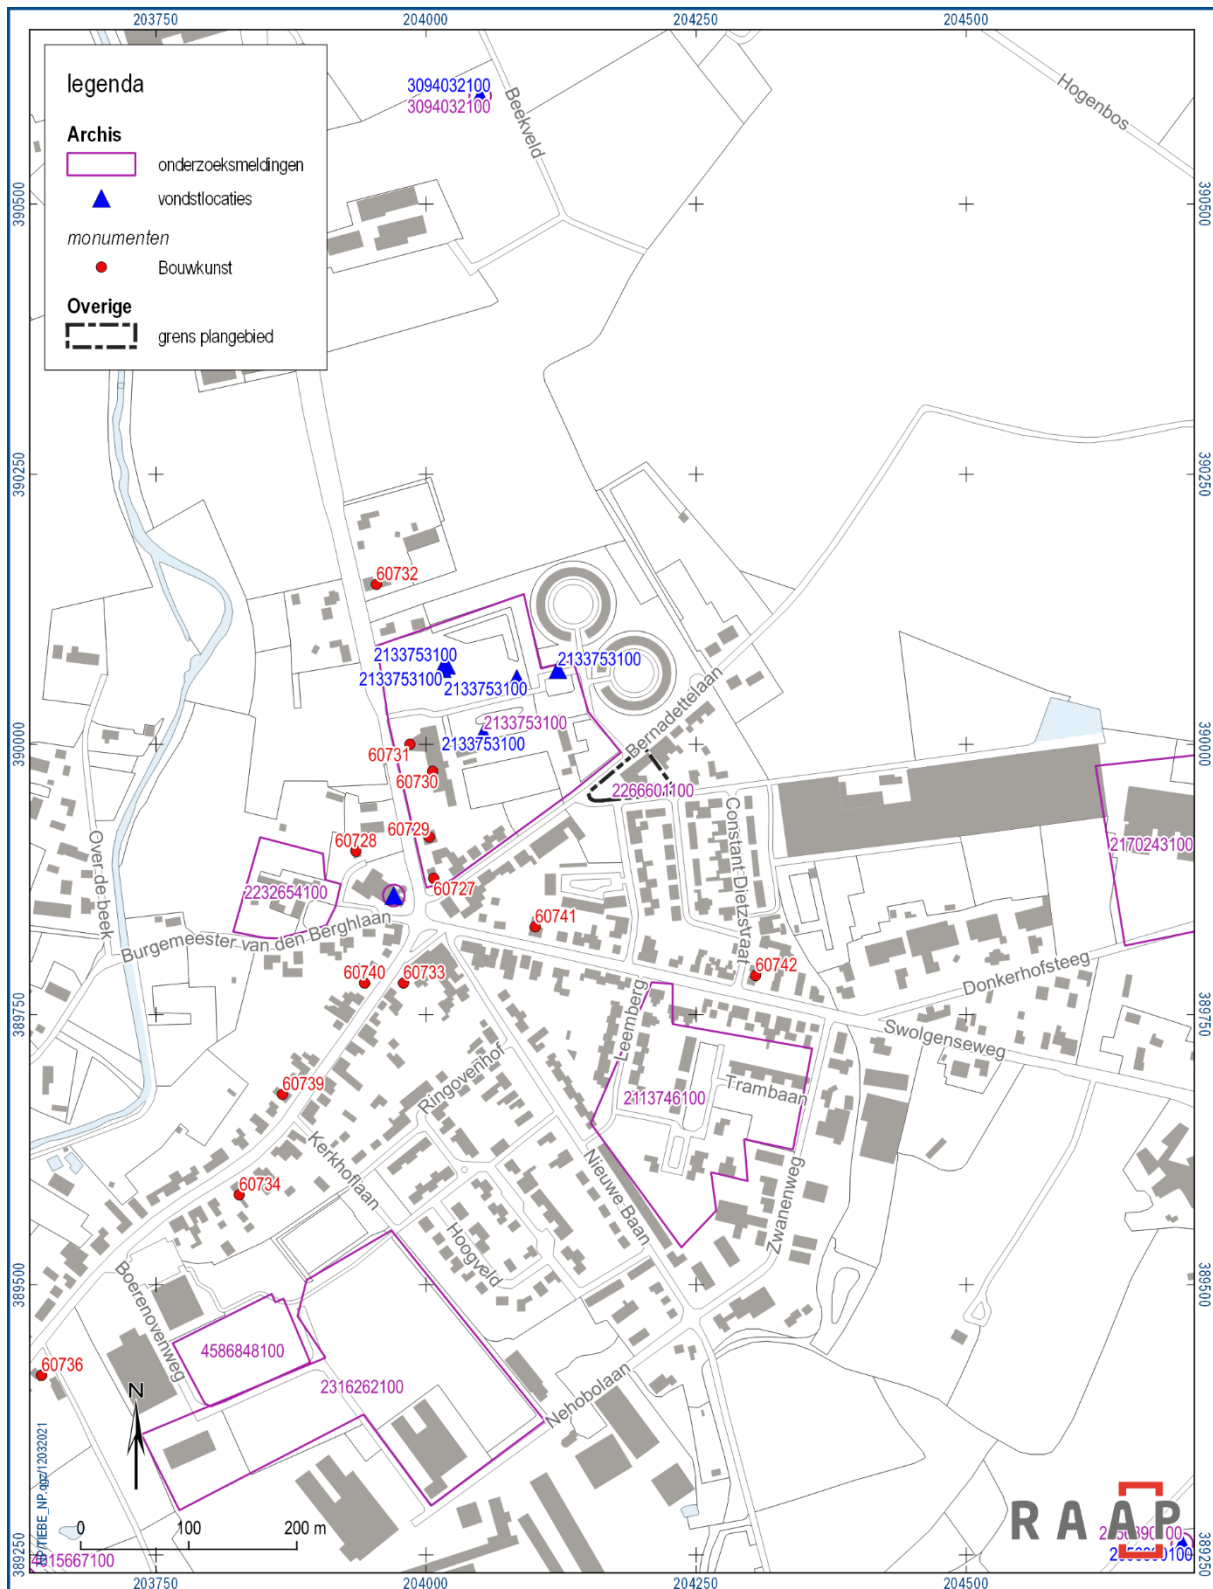 203750
204000
204250
204500
legenda
Archis
onderzoeksmeldingen
vondstlocaties
monumenten
Bouwkunst
Overige
grens plangebied
3094032100
3094032100
Beekveld
Hogenbos
390500
390500
390250
390250
60732
2133753100
2133753100
2133753100
2133753100
2133753100
2133753100
Bernadettelaan
390000
390000
60731
60730
2266601100
60729
60728
60727
2232654100
60741
Constant Dietzstraat
2170243100
Over de beek
Burgemeester van den Berghlaan
60742
60740
60733
Donkerhofsteeg
389750
389750
Leemberg
Swolgenseweg
Ringovenhof
Trambaan
60739
2113746100
Kerkhoflaan
60734
Nieuwe Baan
Zwanenweg
Hoogveld
Boerenovenweg
389500
389500
4586848100
60736
2316262100
N
Nehobolaan
0
100
200 m
RAAP
389250
389250
203750
204000
204250
204500